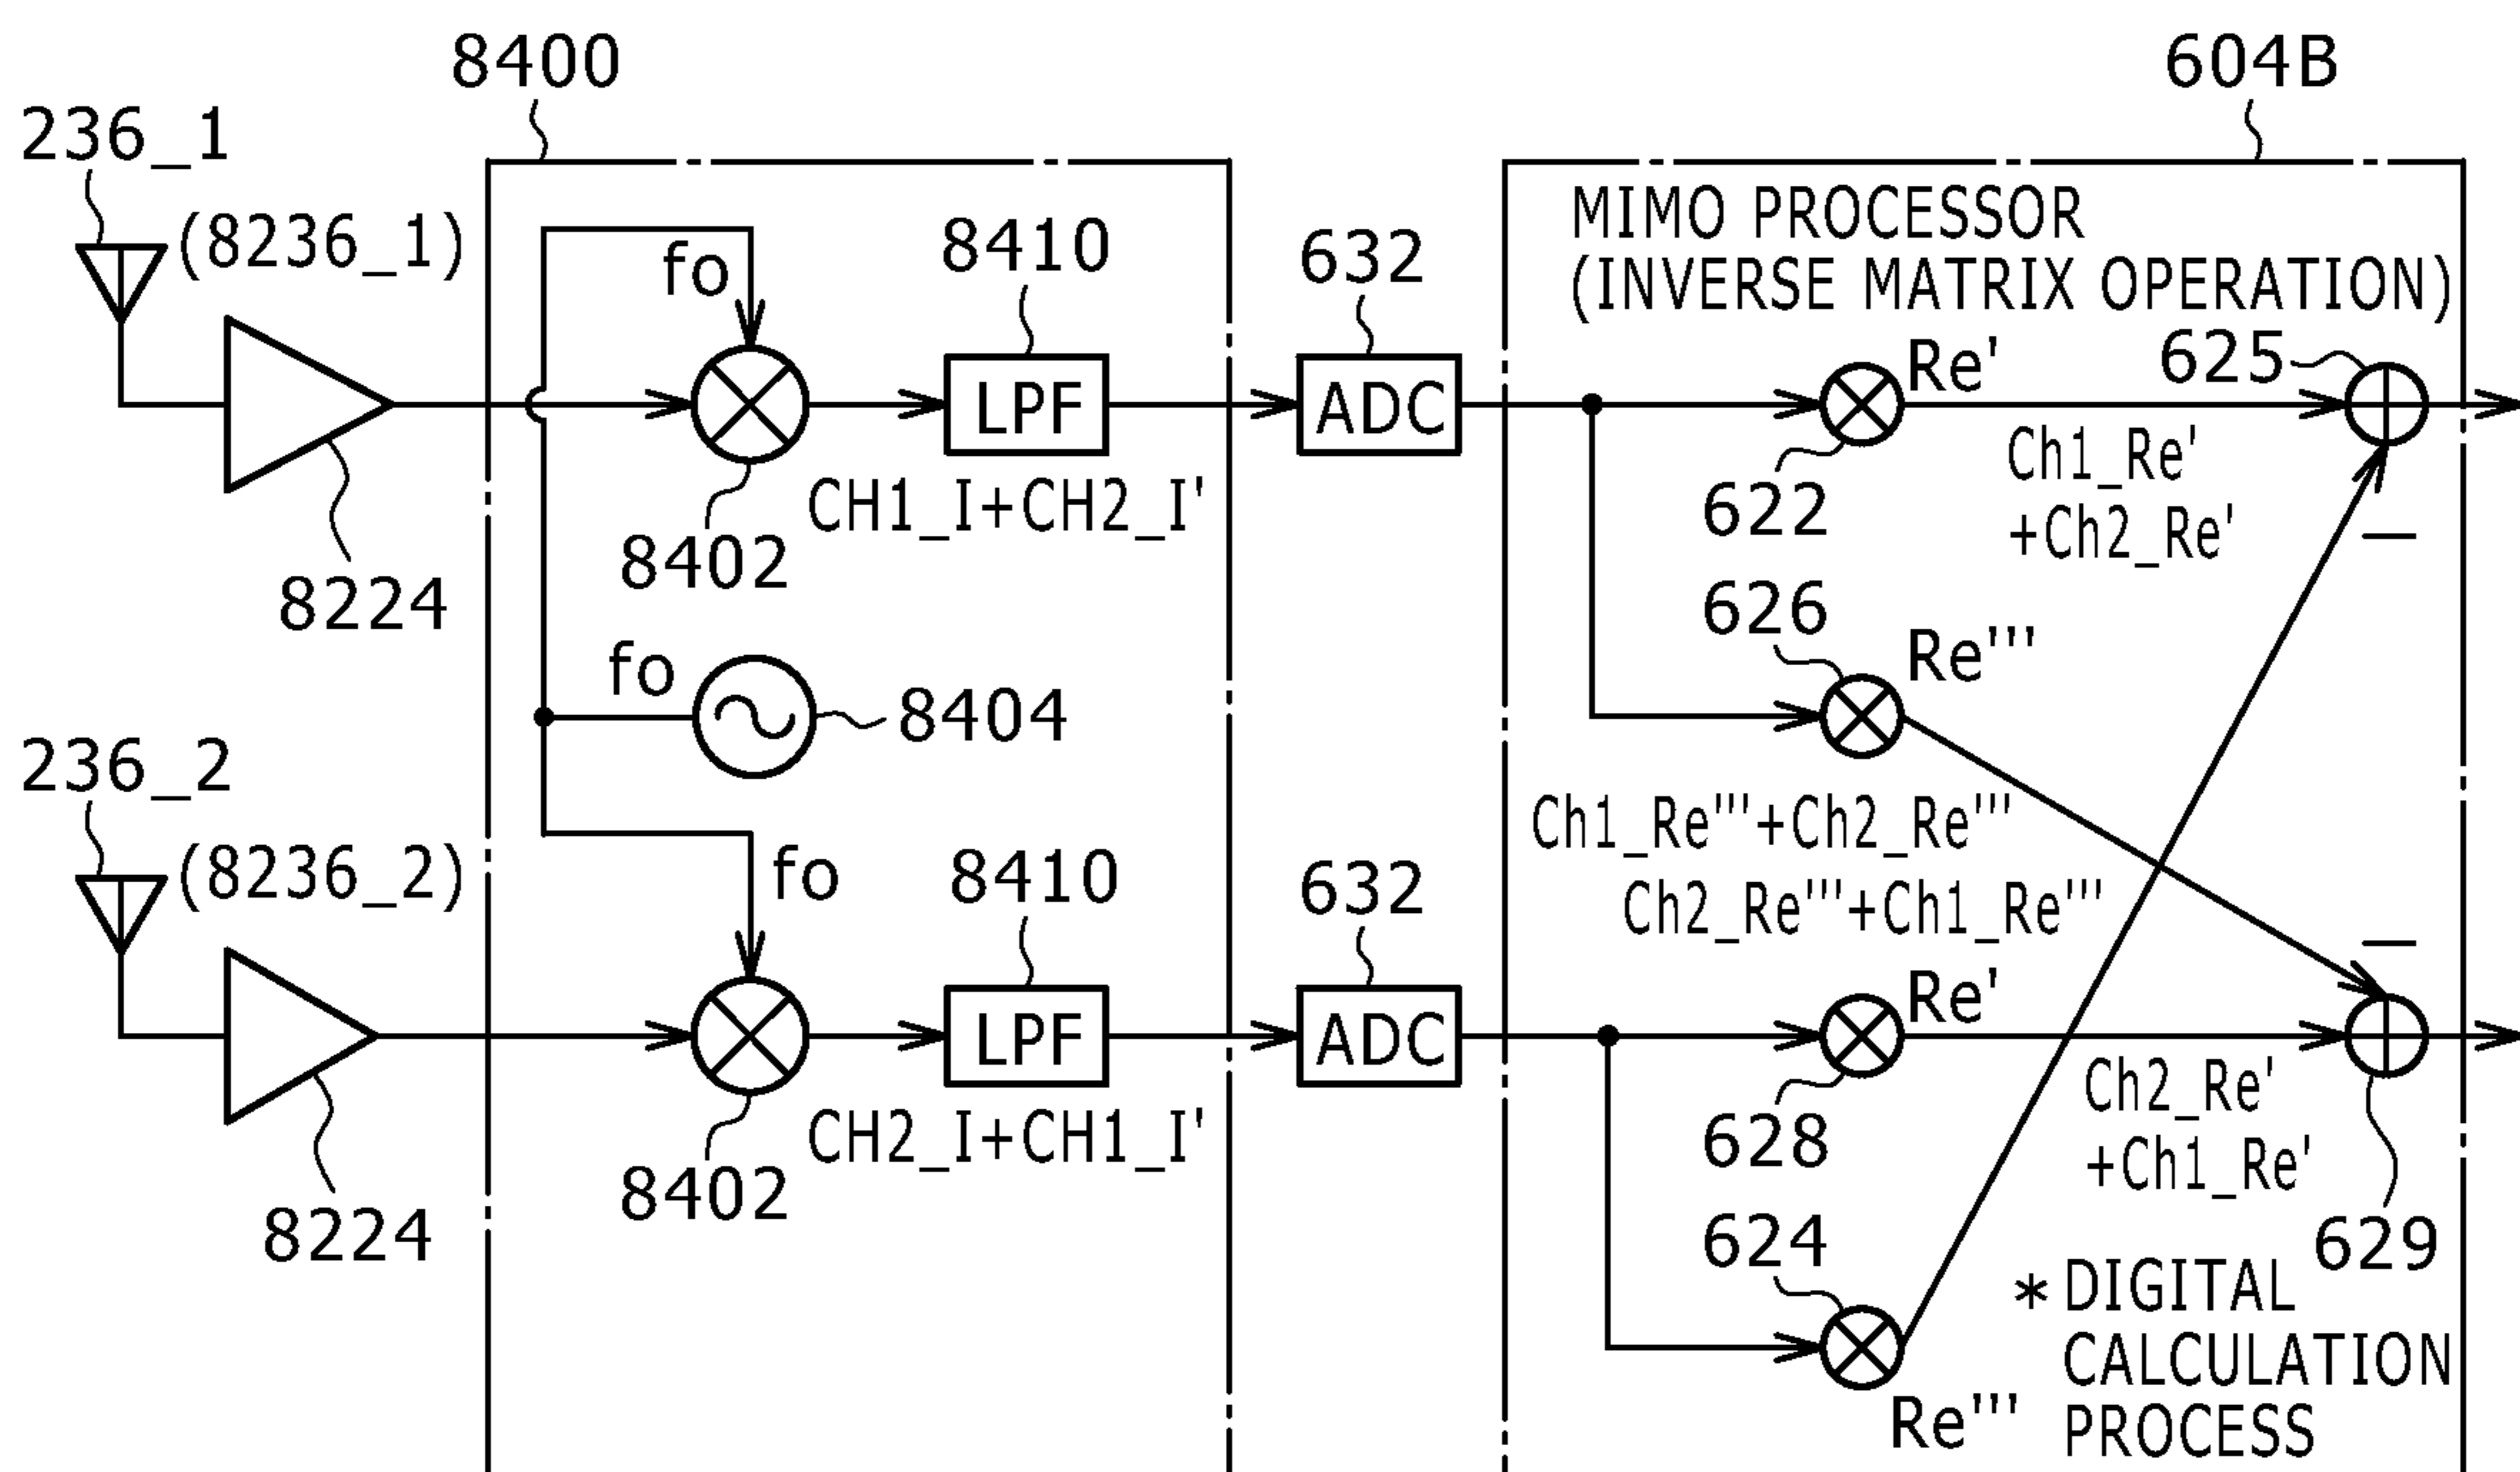 8400
604B
236_1
(8236_1)
MIMO PROCESSOR
(INVERSE MATRIX OPERATION)
fo
8410
632
Re'
625
LPF
ADC
Ch1_Re'
+Ch2_Re'
—
CH1_I+CH2_I'
622
8402
8224
626
Re'''
fo
8404
236_2
(8236_2)
Ch1_Re'''+Ch2_Re'''
Ch2_Re'''+Ch1_Re'''
fo
8410
632
—
Re'
LPF
ADC
Ch2_Re'
+Ch1_Re'
CH2_I+CH1_I'
628
8402
8224
624
629
* DIGITAL
CALCULATION
PROCESS
Re'''